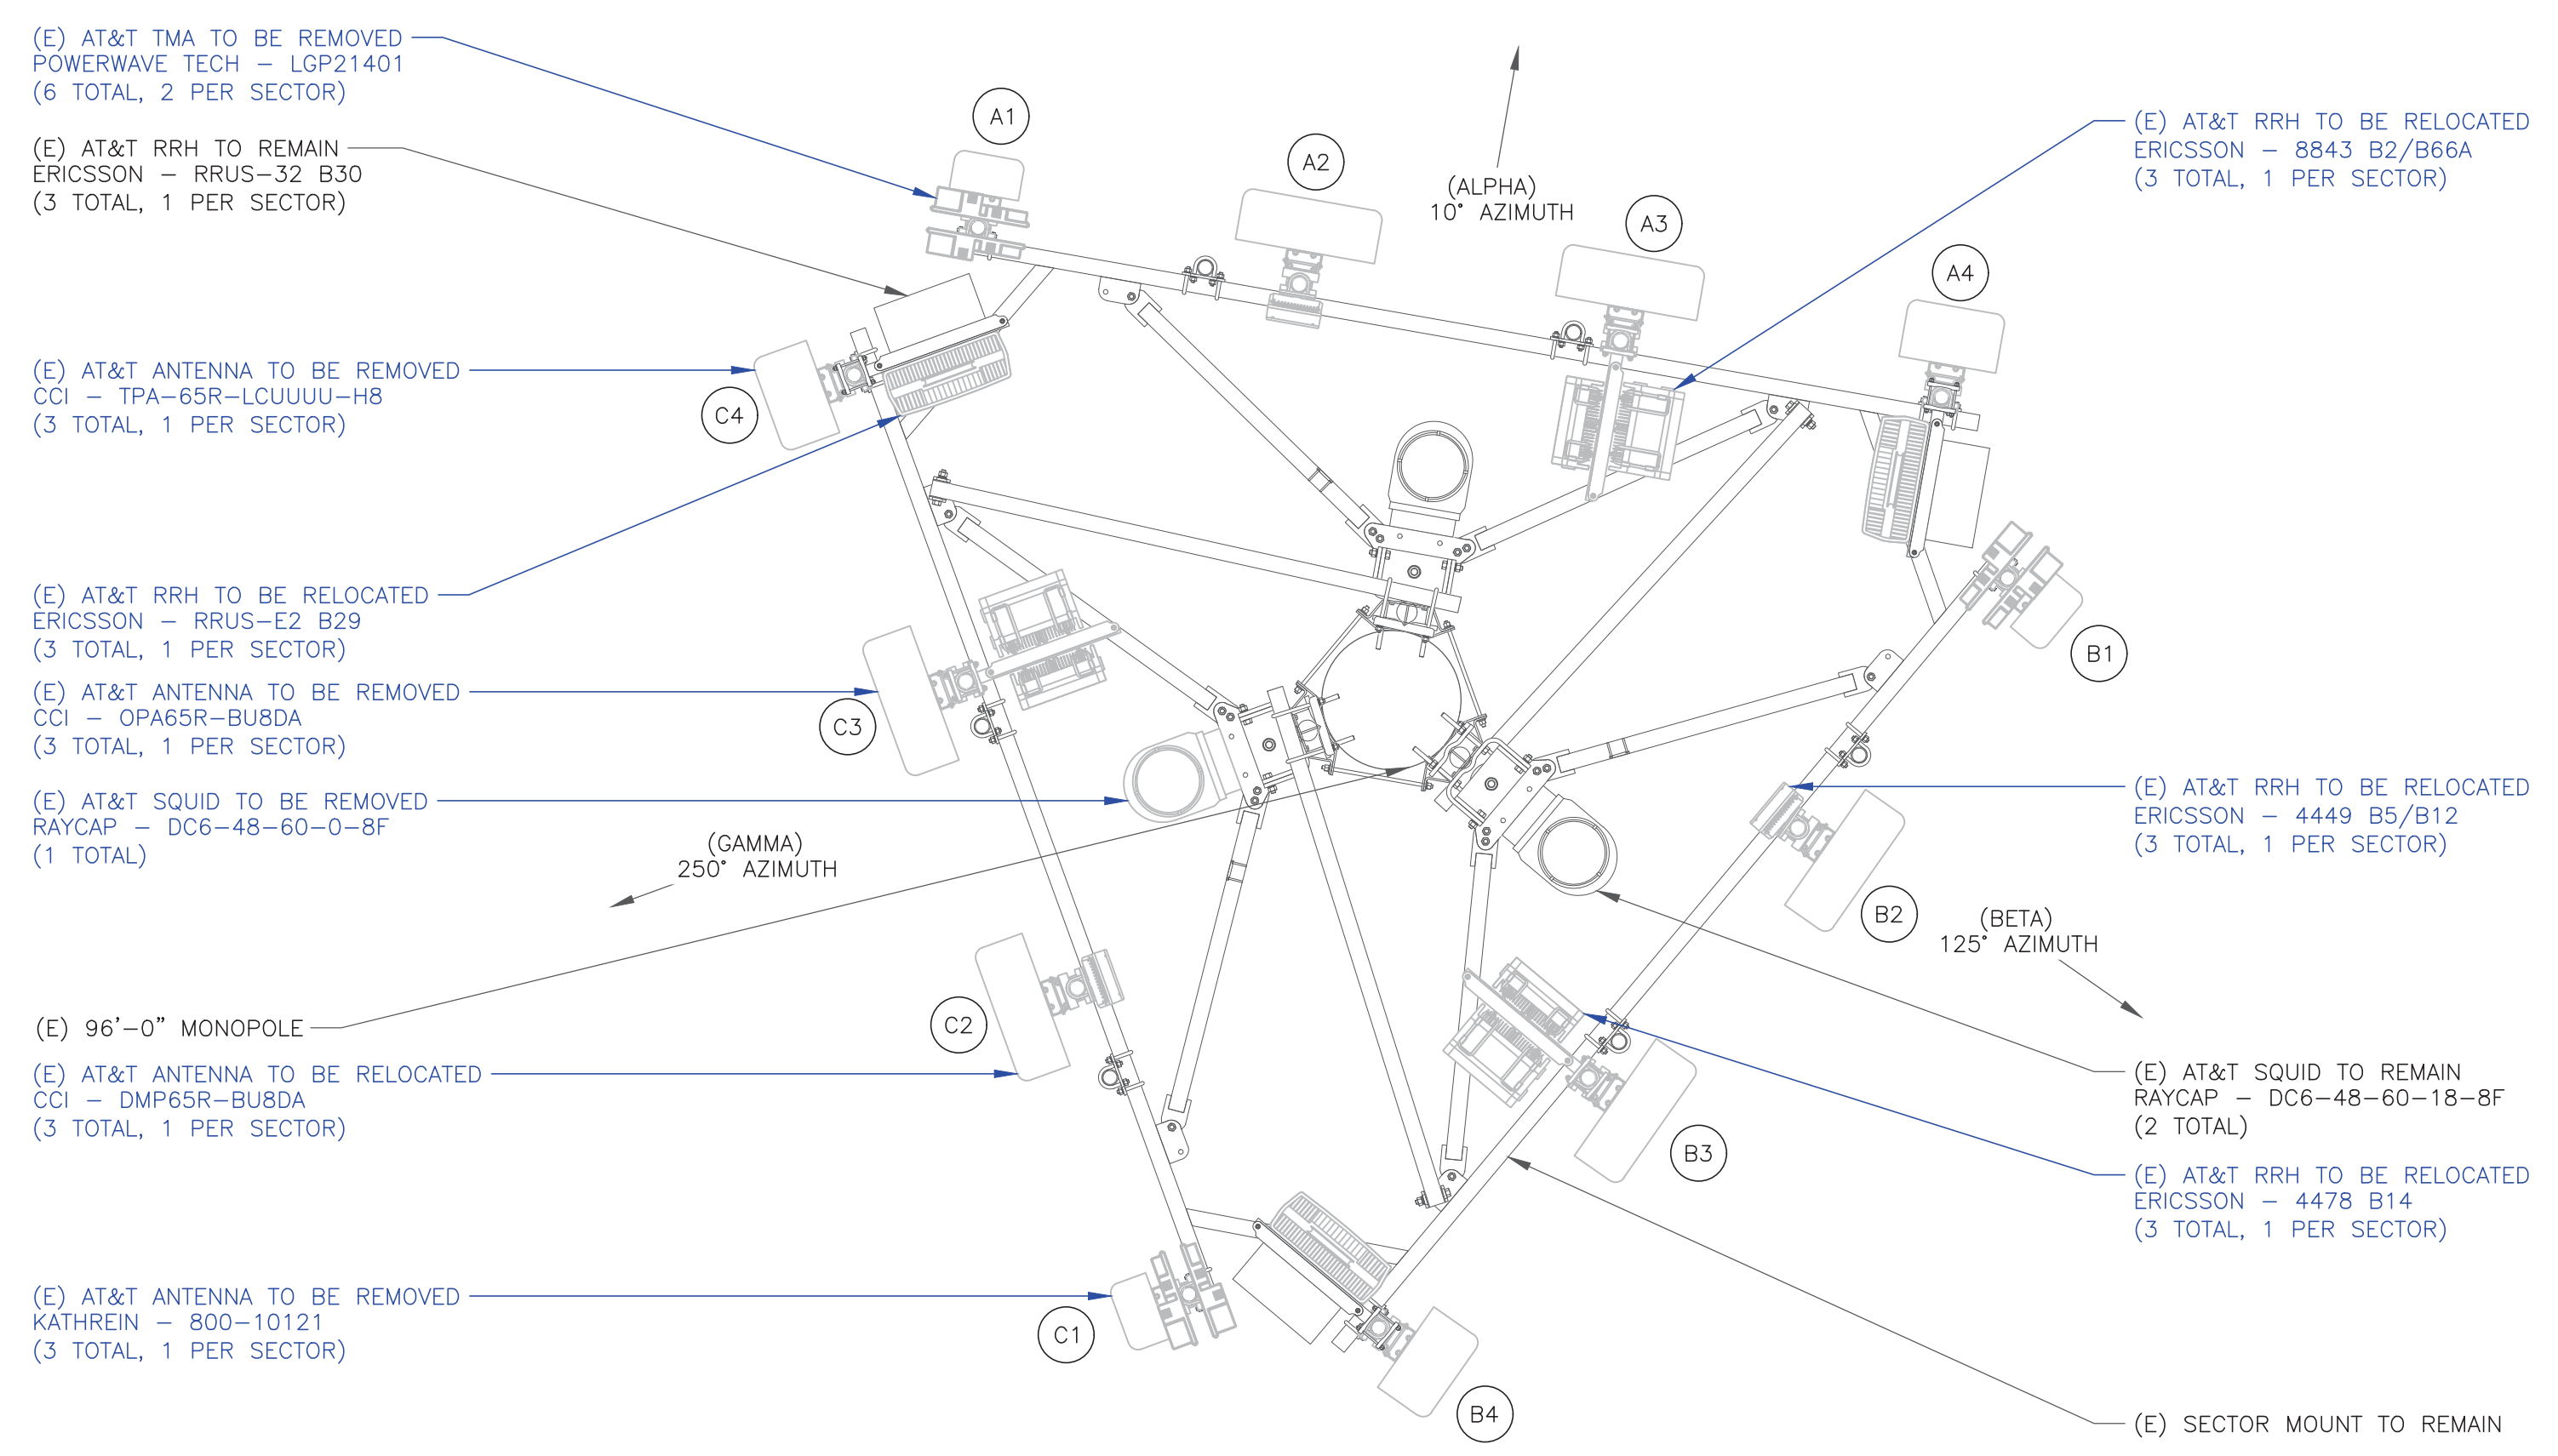 (E) AT&T TMA TO BE REMOVED
POWERWAVE TECH – LGP21401
(6 TOTAL, 2 PER SECTOR)
(E) AT&T RRH TO REMAIN
ERICSSON – RRUS–32 B30
(3 TOTAL, 1 PER SECTOR)
(E) AT&T ANTENNA TO BE REMOVED
CCI – TPA–65R–LCUUUU–H8
(3 TOTAL, 1 PER SECTOR)
(E) AT&T RRH TO BE RELOCATED
ERICSSON – RRUS–E2 B29
(3 TOTAL, 1 PER SECTOR)
(E) AT&T ANTENNA TO BE REMOVED
CCI – OPA65R–BU8DA
(3 TOTAL, 1 PER SECTOR)
(E) AT&T SQUID TO BE REMOVED
RAYCAP – DC6–48–60–0–8F
(1 TOTAL)
(E) 96'–0" MONOPOLE
(E) AT&T ANTENNA TO BE RELOCATED
CCI – DMP65R–BU8DA
(3 TOTAL, 1 PER SECTOR)
(E) AT&T ANTENNA TO BE REMOVED
KATHREIN – 800–10121
(3 TOTAL, 1 PER SECTOR)
A1
A2
A3
A4
(ALPHA)
10° AZIMUTH
B1
B2
B3
B4
(BETA)
125° AZIMUTH
C4
C3
C2
C1
(GAMMA)
250° AZIMUTH
(E) AT&T RRH TO BE RELOCATED
ERICSSON – 8843 B2/B66A
(3 TOTAL, 1 PER SECTOR)
(E) AT&T RRH TO BE RELOCATED
ERICSSON – 4449 B5/B12
(3 TOTAL, 1 PER SECTOR)
(E) AT&T SQUID TO REMAIN
RAYCAP – DC6–48–60–18–8F
(2 TOTAL)
(E) AT&T RRH TO BE RELOCATED
ERICSSON – 4478 B14
(3 TOTAL, 1 PER SECTOR)
(E) SECTOR MOUNT TO REMAIN